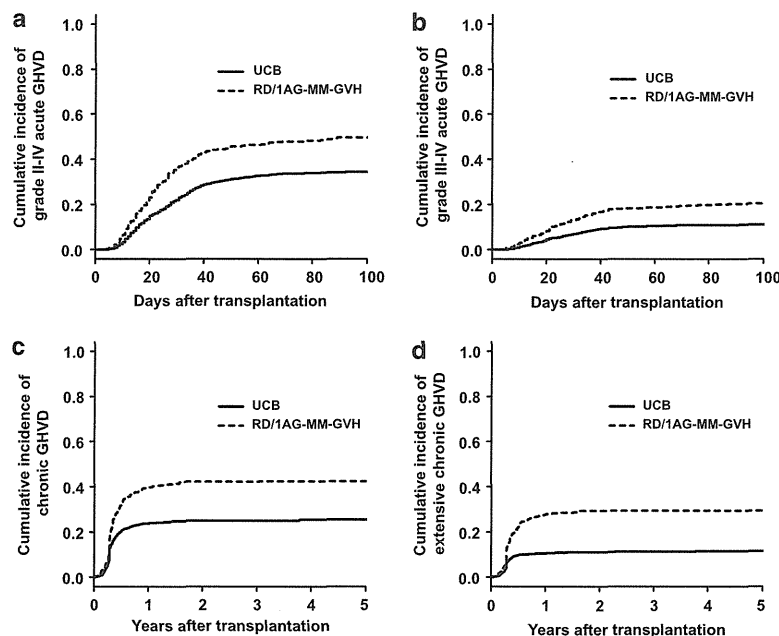 a
Cumulative incidence of
grade II-IV acute GHVD
1.0
0.8
0.6
0.4
0.2
0.0
UCB
RD/1AG-MM-GVH
0 20 40 60 80 100
Days after transplantation
b
Cumulative incidence of
grade III-IV acute GHVD
1.0
0.8
0.6
0.4
0.2
0.0
UCB
RD/1AG-MM-GVH
0 20 40 60 80 100
Days after transplantation
c
Cumulative incidence of
chronic GHVD
1.0
0.8
0.6
0.4
0.2
0.0
UCB
RD/1AG-MM-GVH
0 1 2 3 4 5
Years after transplantation
d
Cumulative incidence of
extensive chronic GHVD
1.0
0.8
0.6
0.4
0.2
0.0
UCB
RD/1AG-MM-GVH
0 1 2 3 4 5
Years after transplantation